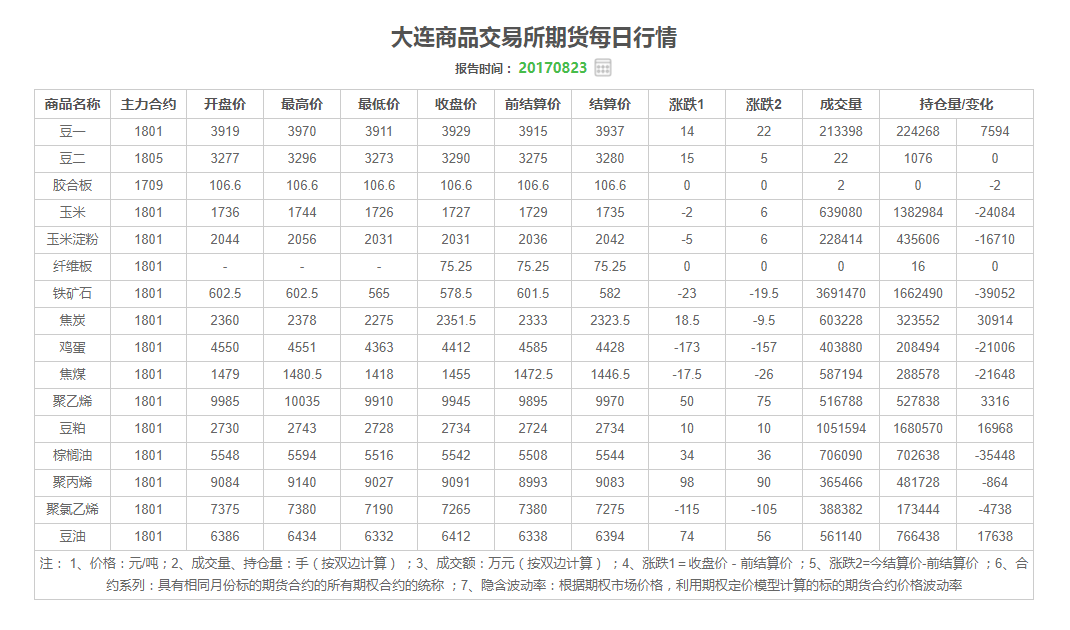 大连商品交易所期货每日行情
报告时间： 20170823
商品名称 主力合约 开盘价 最高价 最低价 收盘价 前结算价 结算价 涨跌1 涨跌2 成交量 持仓量/变化
豆一 1801 3919 3970 3911 3929 3915 3937 14 22 213398 224268 7594
豆二 1805 3277 3296 3273 3290 3275 3280 15 5 22 1076 0
胶合板 1709 106.6 106.6 106.6 106.6 106.6 106.6 0 0 2 0 -2
玉米 1801 1736 1744 1726 1727 1729 1735 -2 6 639080 1382984 -24084
玉米淀粉 1801 2044 2056 2031 2031 2036 2042 -5 6 228414 435606 -16710
纤维板 1801 - - - 75.25 75.25 75.25 0 0 0 16 0
铁矿石 1801 602.5 602.5 565 578.5 601.5 582 -23 -19.5 3691470 1662490 -39052
焦炭 1801 2360 2378 2275 2351.5 2333 2323.5 18.5 -9.5 603228 323552 30914
鸡蛋 1801 4550 4551 4363 4412 4585 4428 -173 -157 403880 208494 -21006
焦煤 1801 1479 1480.5 1418 1455 1472.5 1446.5 -17.5 -26 587194 288578 -21648
聚乙烯 1801 9985 10035 9910 9945 9895 9970 50 75 516788 527838 3316
豆粕 1801 2730 2743 2728 2734 2724 2734 10 10 1051594 1680570 16968
棕榈油 1801 5548 5594 5516 5542 5508 5544 34 36 706090 702638 -35448
聚丙烯 1801 9084 9140 9027 9091 8993 9083 98 90 365466 481728 -864
聚氯乙烯 1801 7375 7380 7190 7265 7380 7275 -115 -105 388382 173444 -4738
豆油 1801 6386 6434 6332 6412 6338 6394 74 56 561140 766438 17638
注： 1、价格：元/吨；2、成交量、持仓量：手（按双边计算）；3、成交额：万元（按双边计算）；4、涨跌1＝收盘价－前结算价；5、涨跌2=今结算价-前结算价；6、合
约系列：具有相同月份标的期货合约的所有期权合约的统称；7、隐含波动率：根据期权市场价格，利用期权定价模型计算的标的期货合约价格波动率